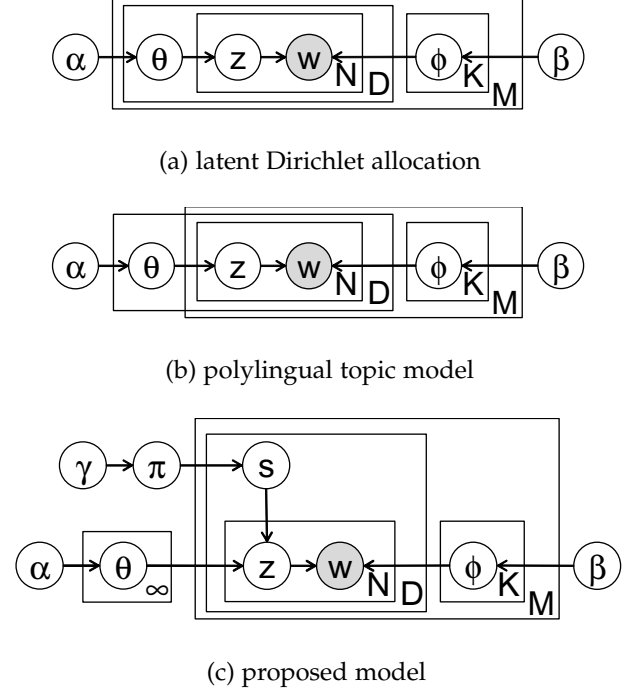 α θ z w N D ϕ K M β
(a) latent Dirichlet allocation
α θ z w N D ϕ K M β
(b) polylingual topic model
γ π s
α θ ∞ z w N D ϕ K M β
(c) proposed model